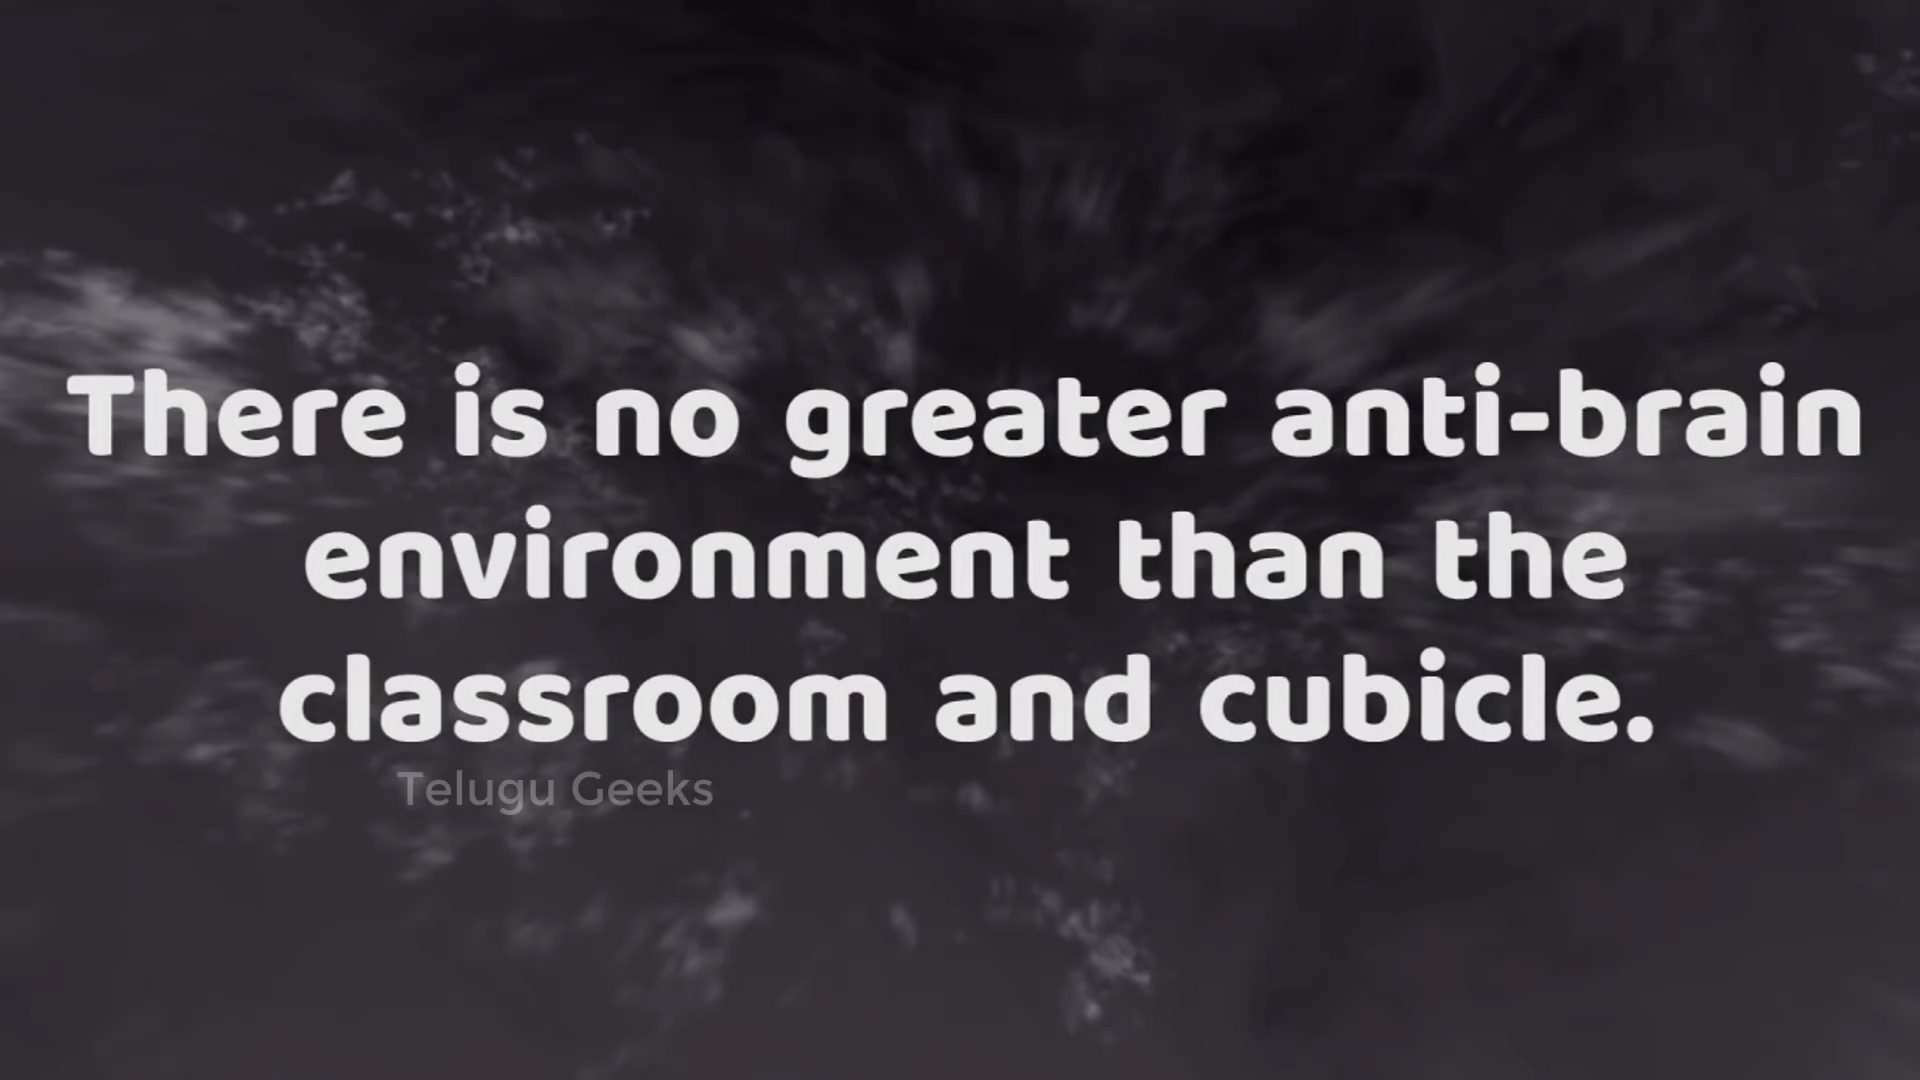 There is no greater anti-brain
environment than the
classroom and cubicle.
Telugu Geeks